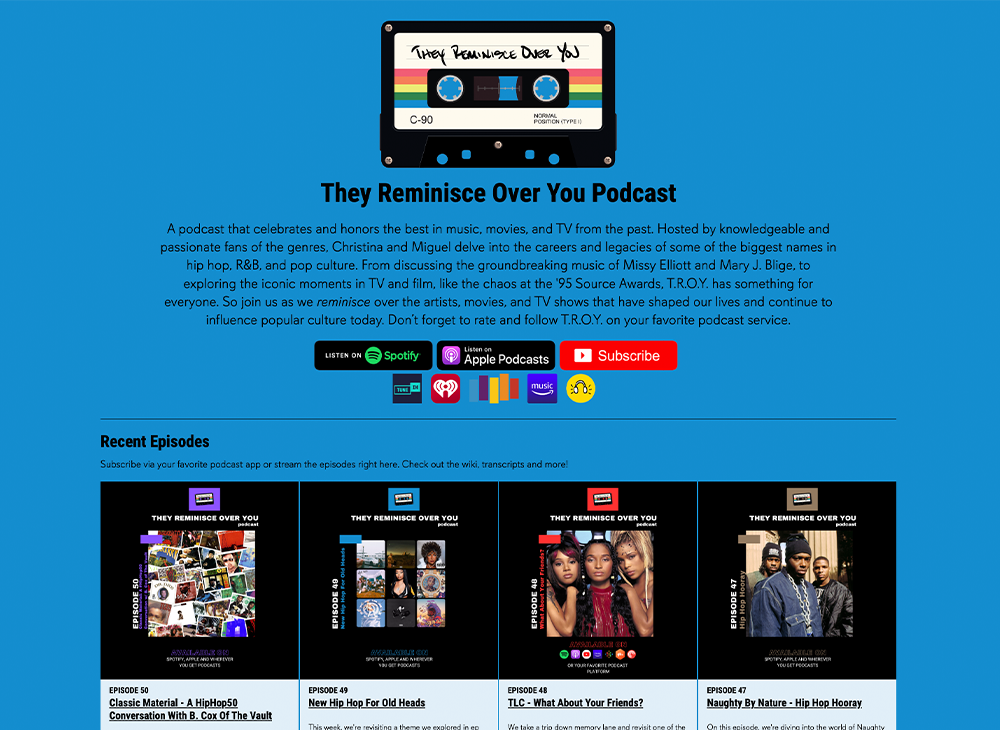 THEY REMINISCE OVER YOU
C-90
NORMAL
POSITION (TYPE I)
They Reminisce Over You Podcast
A podcast that celebrates and honors the best in music, movies, and TV from the past. Hosted by knowledgeable and
passionate fans of the genres, Christina and Miguel delve into the careers and legacies of some of the biggest names in
hip hop, R&B, and pop culture. From discussing the groundbreaking music of Missy Elliott and Mary J. Blige, to
exploring the iconic moments in TV and film, like the chaos at the '95 Source Awards, T.R.O.Y. has something for
everyone. So join us as we reminisce over the artists, movies, and TV shows that have shaped our lives and continue to
influence popular culture today. Don't forget to rate and follow T.R.O.Y. on your favorite podcast service.
LISTEN ON Spotify
Listen on
Apple Podcasts
Subscribe
TUNE IN
music
Recent Episodes
Subscribe via your favorite podcast app or stream the episodes right here. Check out the wiki, transcripts and more!
THEY REMINISCE OVER YOU
podcast
EPISODE 50
AVAILABLE ON
SPOTIFY, APPLE AND WHEREVER
YOU GET PODCASTS
EPISODE 50
Classic Material - A HipHop50
Conversation With B. Cox Of The Vault
THEY REMINISCE OVER YOU
podcast
EPISODE 49
New Hip Hop For Old Heads
AVAILABLE ON
SPOTIFY, APPLE AND WHEREVER
YOU GET PODCASTS
EPISODE 49
New Hip Hop For Old Heads
This week, we're revisiting a theme we explored in ep
THEY REMINISCE OVER YOU
podcast
EPISODE 48
What About Your Friends?
AVAILABLE ON
OR YOUR FAVORITE PODCAST
PLATFORM
EPISODE 48
TLC - What About Your Friends?
We take a trip down memory lane and revisit one of the
THEY REMINISCE OVER YOU
podcast
EPISODE 47
Hip Hop Hooray
AVAILABLE ON
SPOTIFY, APPLE AND WHEREVER
YOU GET PODCASTS
EPISODE 47
Naughty By Nature - Hip Hop Hooray
On this episode, we're diving into the world of Naughty